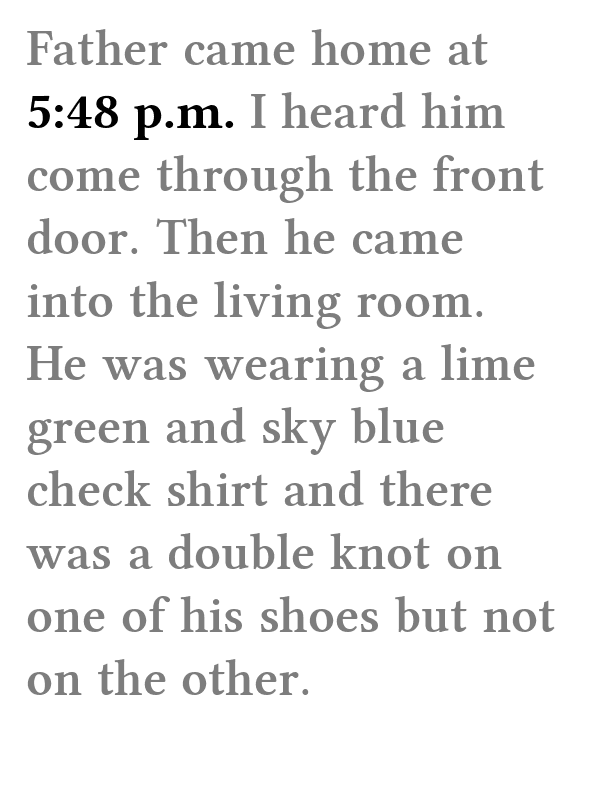 Father came home at
5:48 p.m. I heard him
come through the front
door. Then he came
into the living room.
He was wearing a lime
green and sky blue
check shirt and there
was a double knot on
one of his shoes but not
on the other.